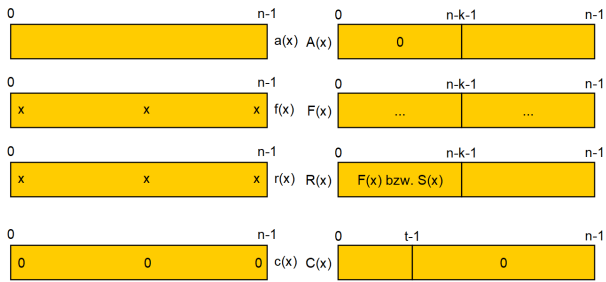 0 n-1 0 n-k-1 n-1
a(x) A(x) 0
0 n-1 0 n-k-1 n-1
x x x f(x) F(x) ... ...
0 n-1 0 n-k-1 n-1
x x x r(x) R(x) F(x) bzw. S(x)
0 n-1 0 t-1 n-1
0 0 0 c(x) C(x) 0